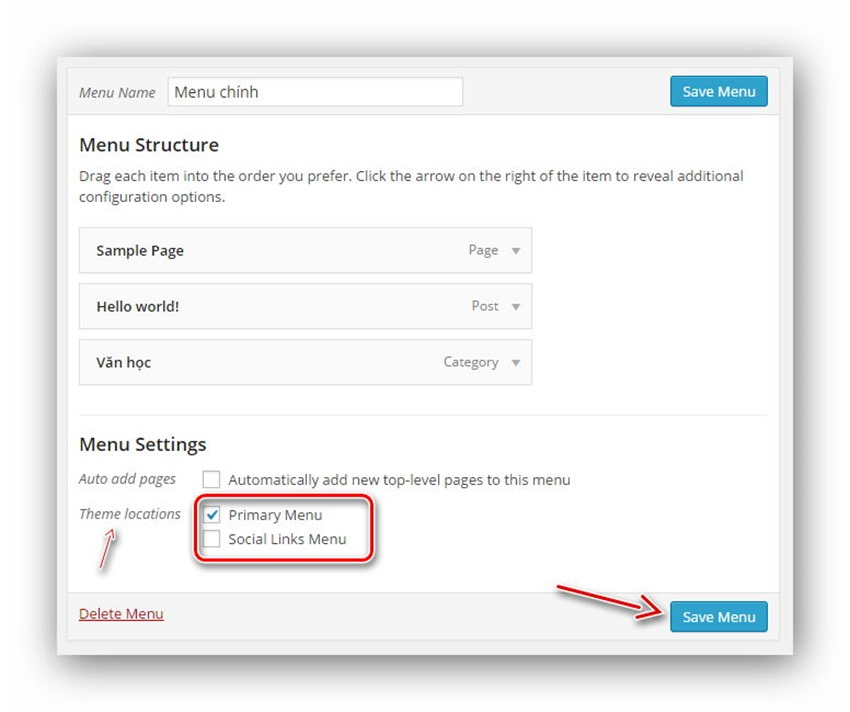 Menu Name Menu chính Save Menu
Menu Structure
Drag each item into the order you prefer. Click the arrow on the right of the item to reveal additional
configuration options.
Sample Page Page
Hello world! Post
Văn học Category
Menu Settings
Auto add pages Automatically add new top-level pages to this menu
Theme locations Primary Menu
Social Links Menu
Delete Menu Save Menu